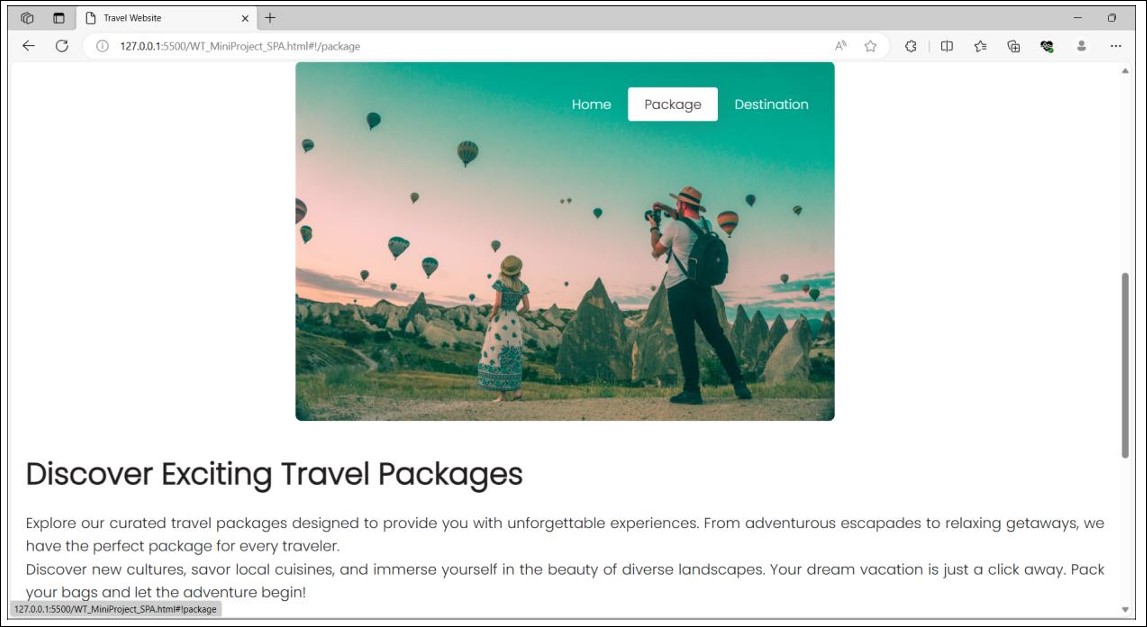 Travel Website
127.0.0.1:5500/WT_MiniProject_SPA.html#!/package
Home Package Destination
Discover Exciting Travel Packages
Explore our curated travel packages designed to provide you with unforgettable experiences. From adventurous escapades to relaxing getaways, we
have the perfect package for every traveler.
Discover new cultures, savor local cuisines, and immerse yourself in the beauty of diverse landscapes. Your dream vacation is just a click away. Pack
your bags and let the adventure begin!
127.0.0.1:5500/WT_MiniProject_SPA.html#!package